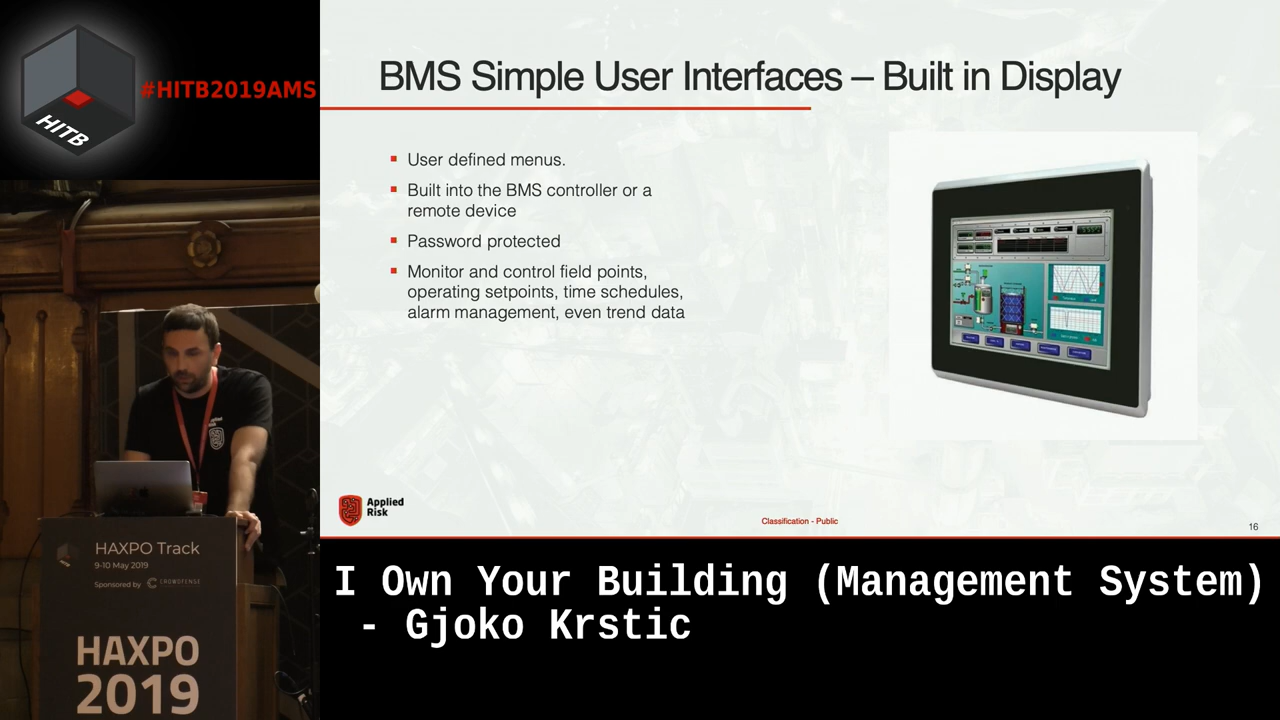 #HITB2019AMS
HITB
BMS Simple User Interfaces – Built in Display
User defined menus.
Built into the BMS controller or a
remote device
Password protected
Monitor and control field points,
operating setpoints, time schedules,
alarm management, even trend data
Applied
Risk
Classification - Public
16
Applied
Risk
HAXPO Track
9-10 May 2019
Sponsored by CROWDFENSE
HAXPO
2019
I Own Your Building (Management System)
- Gjoko Krstic